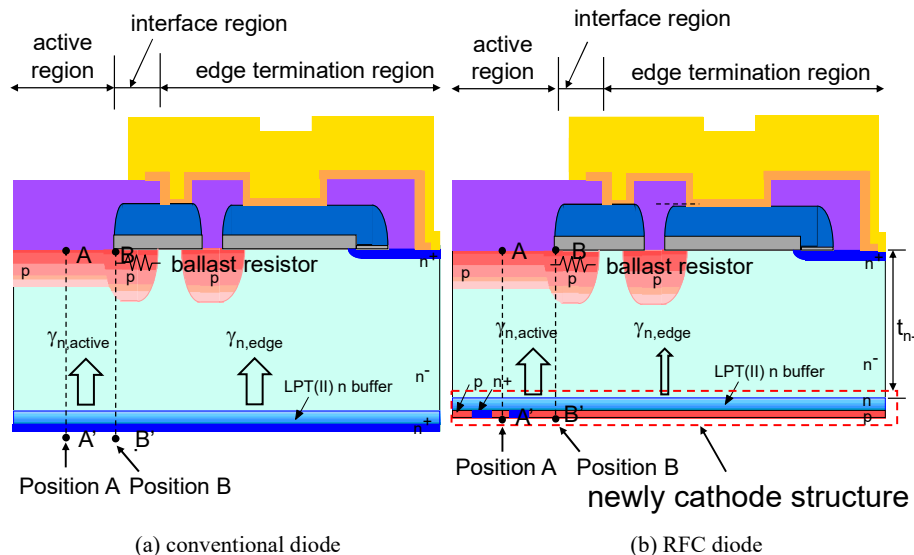 interface region
active
region
edge termination region
A
B
p
p
ballast resistor
p
n+
γn,active
γn,edge
n-
LPT(II) n buffer
n+
A'
B'
Position A
Position B
(a) conventional diode
interface region
active
region
edge termination region
A
B
p
p
ballast resistor
p
n+
tn-
γn,active
γn,edge
n-
p
n+
LPT(II) n buffer
n
p
A'
B'
Position A
Position B
newly cathode structure
(b) RFC diode